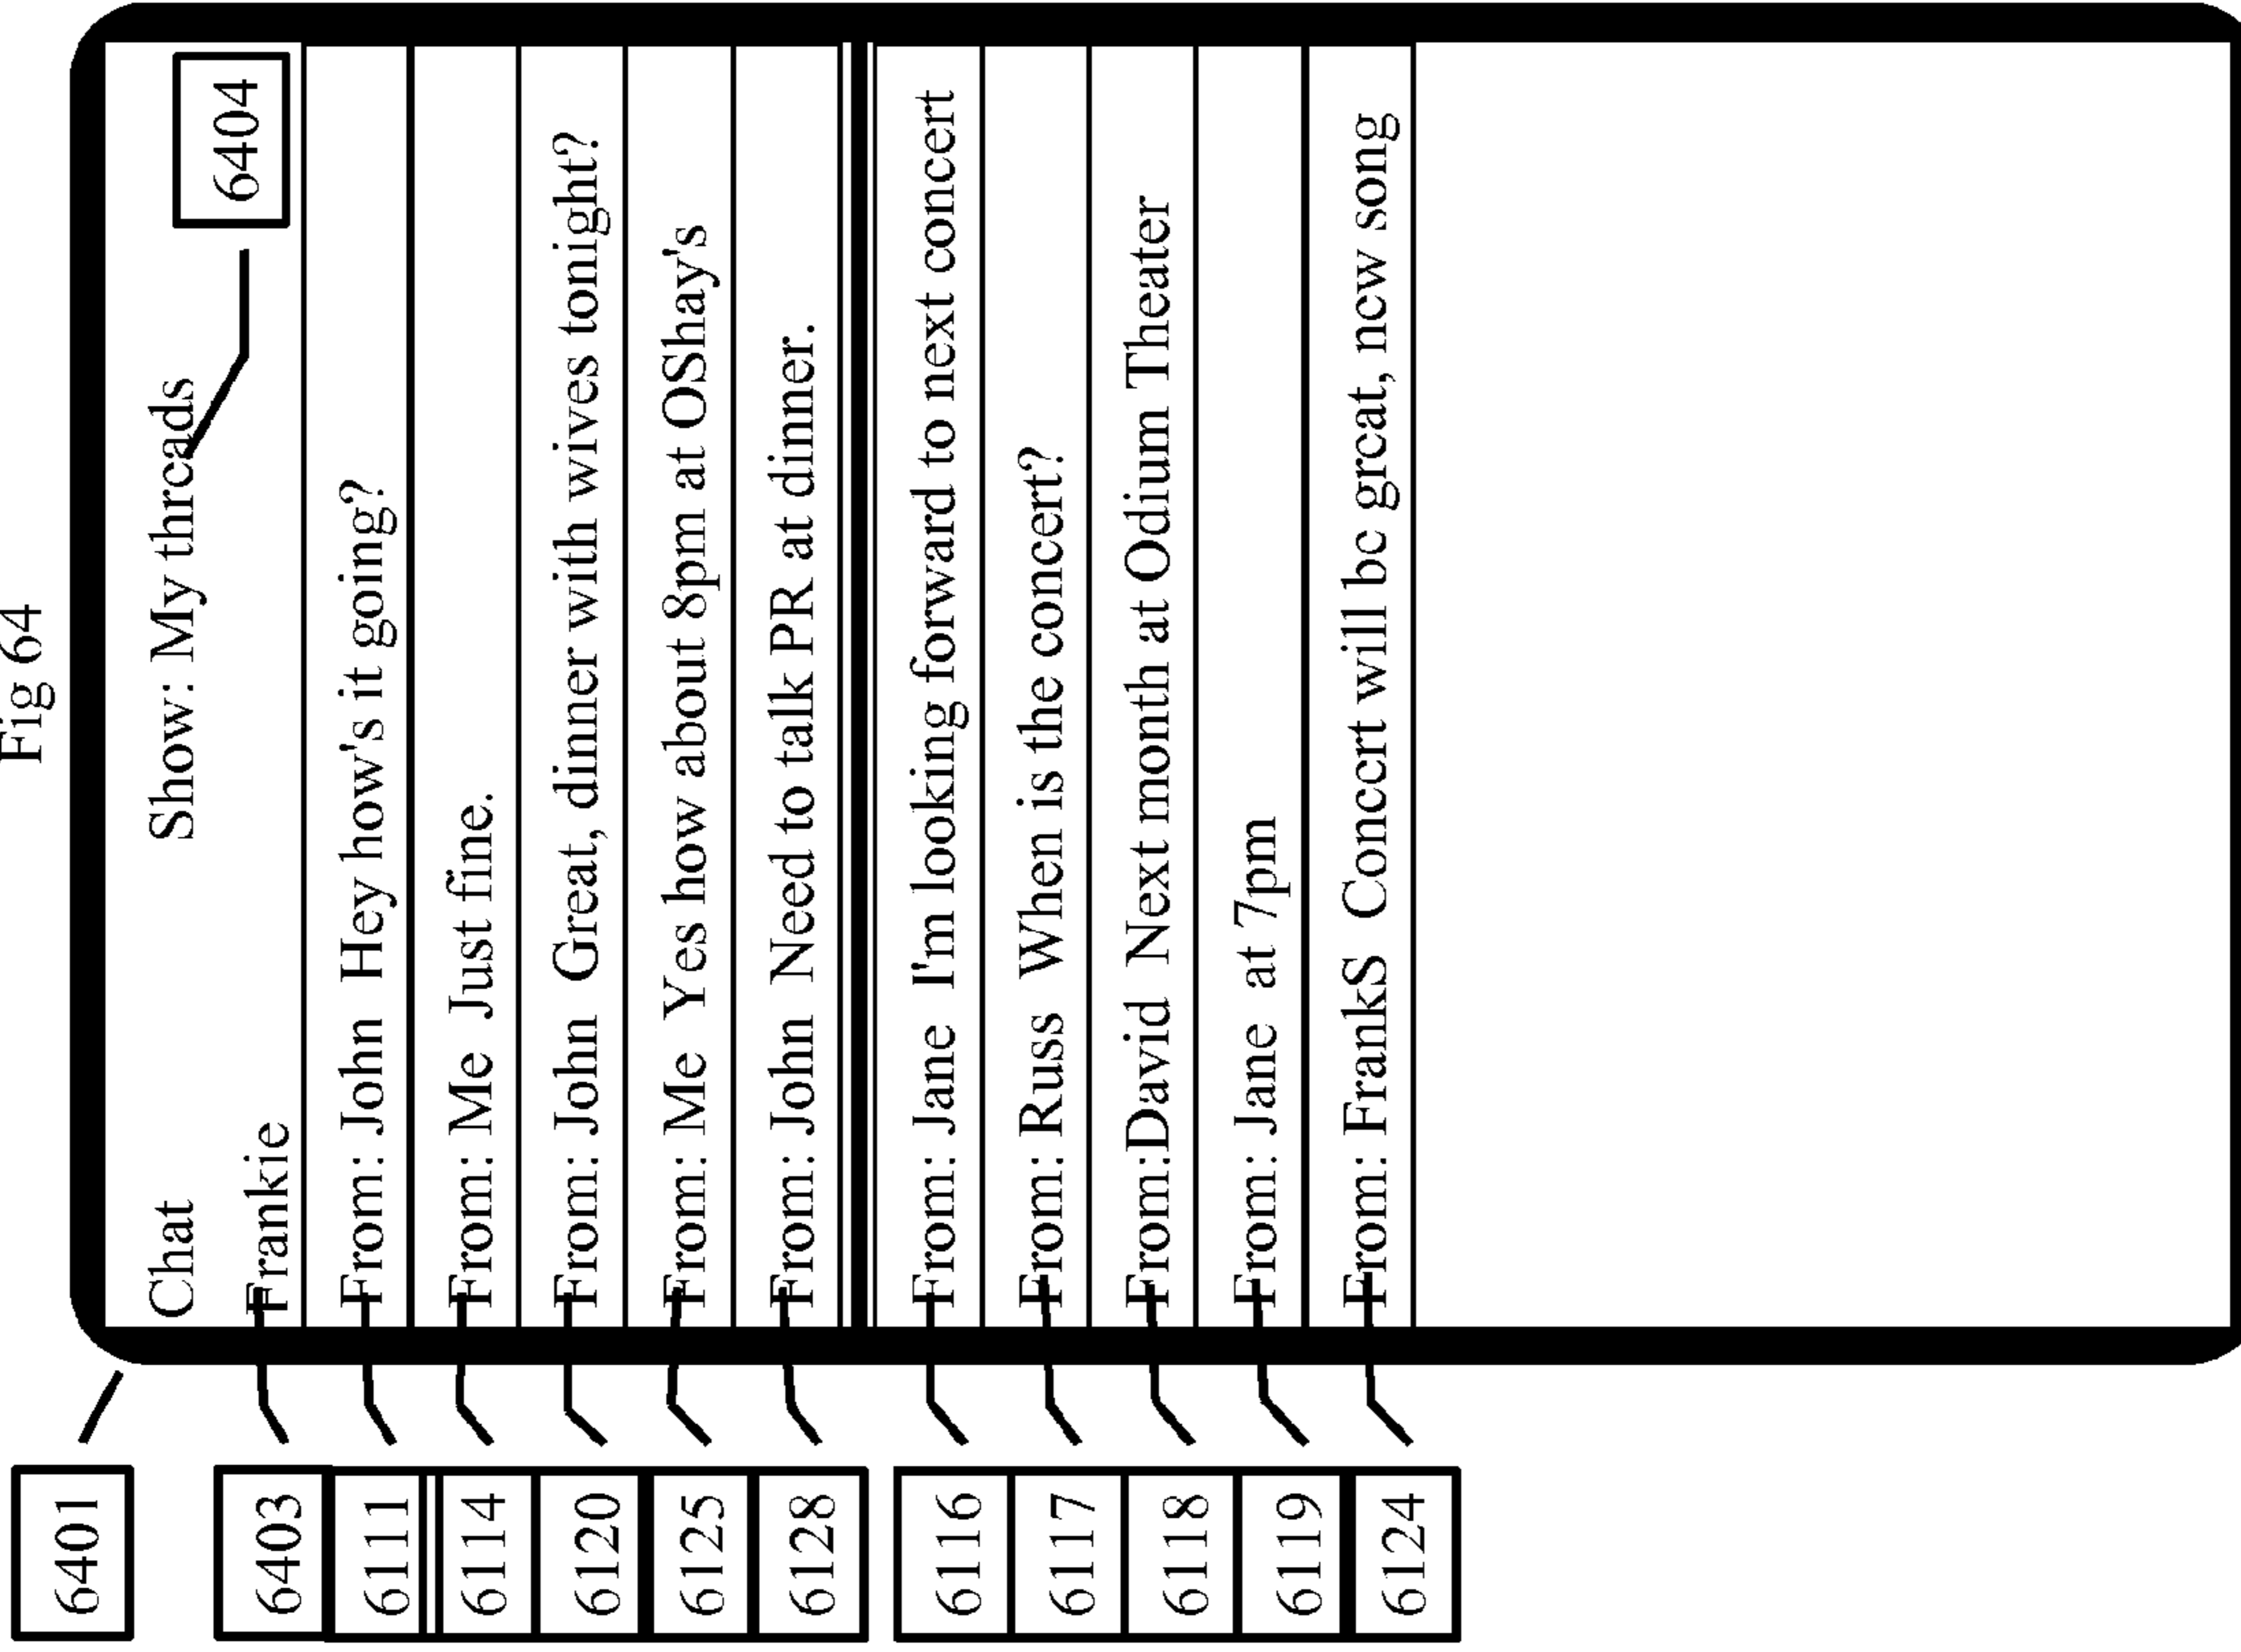 Fig 64
6401
Chat Show: My threads
6403 Frankie 6404
6111 From: John Hey how's it going?
6114 From: Me Just fine.
6120 From: John Great, dinner with wives tonight?
6125 From: Me Yes how about 8pm at OShay's
6128 From: John Need to talk PR at dinner.
6116 From: Jane I'm looking forward to next concert
6117 From: Russ When is the concert?
6118 From:David Next month at Odium Theater
6119 From: Jane at 7pm
6124 From: FrankS Concert will be great, new song